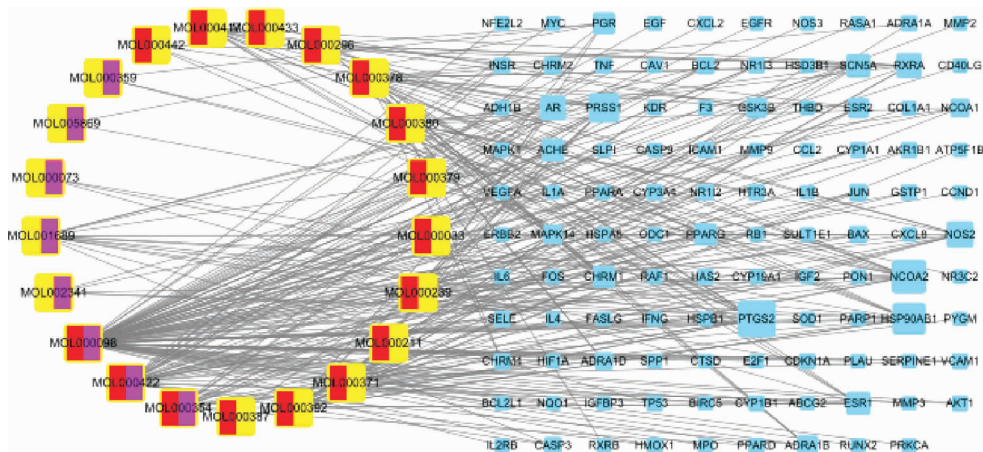 MOL000417 MOL000433
MOL000442 MOL000296
MOL000359 MOL000378
MOL005869 MOL000380
MOL000073 MOL000379
MOL001689 MOL000033
MOL002341 MOL000239
MOL000098 MOL000211
MOL000422 MOL000371
MOL000354 MOL000387 MOL000392
NFE2L2 MYC PGR EGF CXCL2 EGFR NOS3 RASA1 ADRA1A MMP2
INSR CHRM2 TNF CAV1 BCL2 NR1I3 HSD3B1 SCN5A RXRA CD40LG
ADH1B AR PRSS1 KDR F3 GSK3B THBD ESR2 COL1A1 NCOA1
MAPK1 ACHE SLPI CASP9 ICAM1 MMP9 CCL2 CYP1A1 AKR1B1 ATP5F1B
VEGFA IL1A PPARA CYP3A4 NR1I2 HTR3A IL1B JUN GSTP1 CCND1
ERBB2 MAPK14 HSPA5 ODC1 PPARG RB1 SULT1E1 BAX CXCL8 NOS2
IL6 FOS CHRM1 RAF1 HAS2 CYP19A1 IGF2 PON1 NCOA2 NR3C2
SELE IL4 FASLG IFNG HSPB1 PTGS2 SOD1 PARP1 HSP90AB1 PYGM
HIF1A ADRA1D SPP1 CTSD E2F1 CDKN1A PLAU SERPINE1 VCAM1
BCL2L1 NQO1 IGFBP3 TP53 BIRC5 CYP1B1 ABCG2 ESR1 MMP3 AKT1
IL2RB CASP3 RXRB HMOX1 MPO PPARD ADRA1B RUNX2 PRKCA